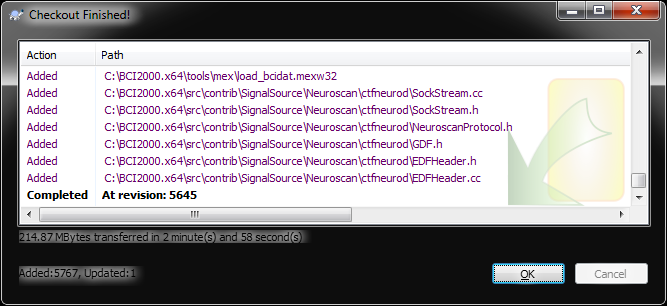 Checkout Finished!
Action Path
Added C:\BCI2000.x64\tools\mex\load_bcidat.mexw32
Added C:\BCI2000.x64\src\contrib\SignalSource\Neuroscan\ctfneurod\SockStream.cc
Added C:\BCI2000.x64\src\contrib\SignalSource\Neuroscan\ctfneurod\SockStream.h
Added C:\BCI2000.x64\src\contrib\SignalSource\Neuroscan\ctfneurod\NeuroscanProtocol.h
Added C:\BCI2000.x64\src\contrib\SignalSource\Neuroscan\ctfneurod\GDF.h
Added C:\BCI2000.x64\src\contrib\SignalSource\Neuroscan\ctfneurod\EDFHeader.h
Added C:\BCI2000.x64\src\contrib\SignalSource\Neuroscan\ctfneurod\EDFHeader.cc
Completed At revision: 5645
214.87 MBytes transferred in 2 minute(s) and 58 second(s)
Added:5767, Updated:1
OK Cancel